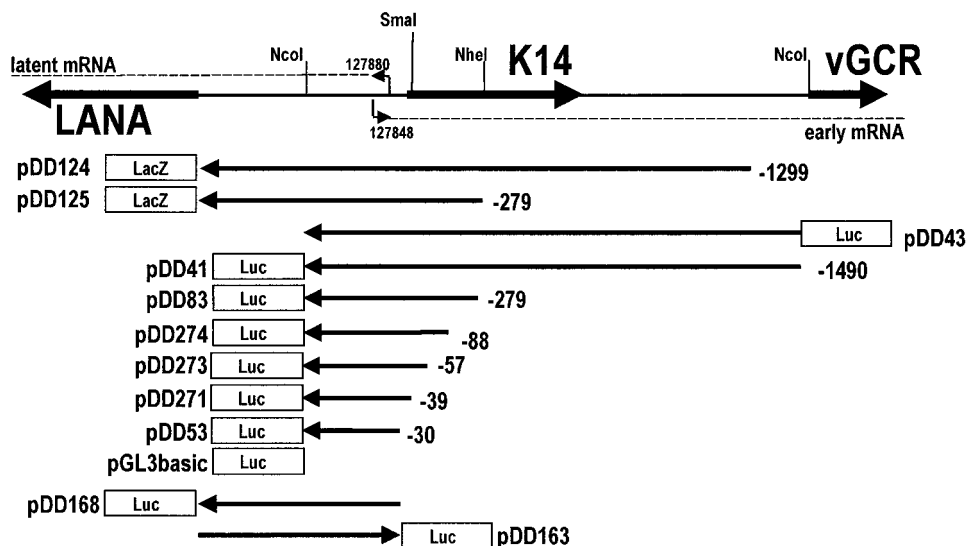 SmaI
NcoI 127880 NheI K14 NcoI vGCR
latent mRNA
LANA 127848 early mRNA
pDD124 LacZ -1299
pDD125 LacZ -279
Luc pDD43
pDD41 Luc -1490
pDD83 Luc -279
pDD274 Luc -88
pDD273 Luc -57
pDD271 Luc -39
pDD53 Luc -30
pGL3basic Luc
pDD168 Luc
Luc pDD163